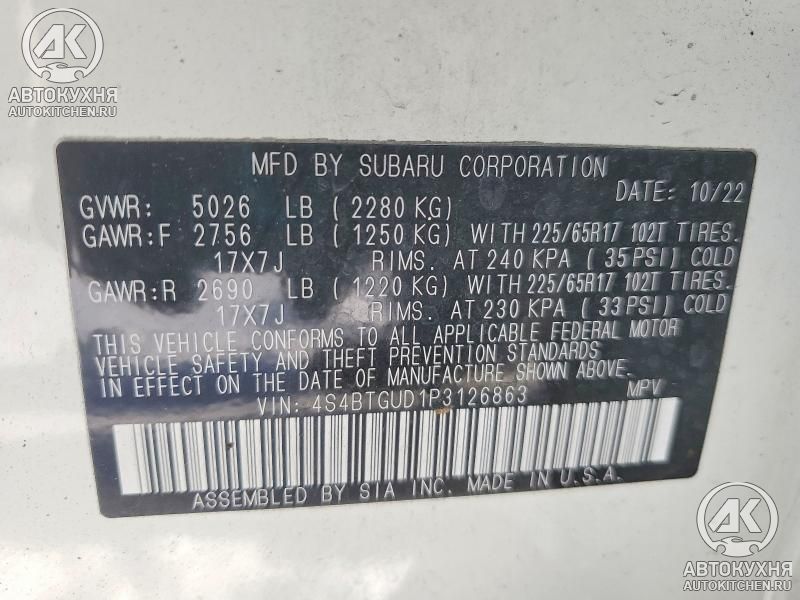 AK
АВТОКУХНЯ
AUTOKITCHEN.RU
MFD BY SUBARU CORPORATION
DATE: 10/22
GVWR: 5026 LB ( 2280 KG)
GAWR:F 2756 LB ( 1250 KG) WITH 225/65R17 102T TIRES.
17X7J RIMS. AT 240 KPA ( 35 PSI) COLD
GAWR:R 2690 LB ( 1220 KG) WITH 225/65R17 102T TIRES.
17X7J RIMS. AT 230 KPA ( 33 PSI) COLD
THIS VEHICLE CONFORMS TO ALL APPLICABLE FEDERAL MOTOR
VEHICLE SAFETY AND THEFT PREVENTION STANDARDS
IN EFFECT ON THE DATE OF MANUFACTURE SHOWN ABOVE.
VIN: 4S4BTGUD1P3126863 MPV
ASSEMBLED BY SIA INC. MADE IN U.S.A.
AK
АВТОКУХНЯ
AUTOKITCHEN.RU